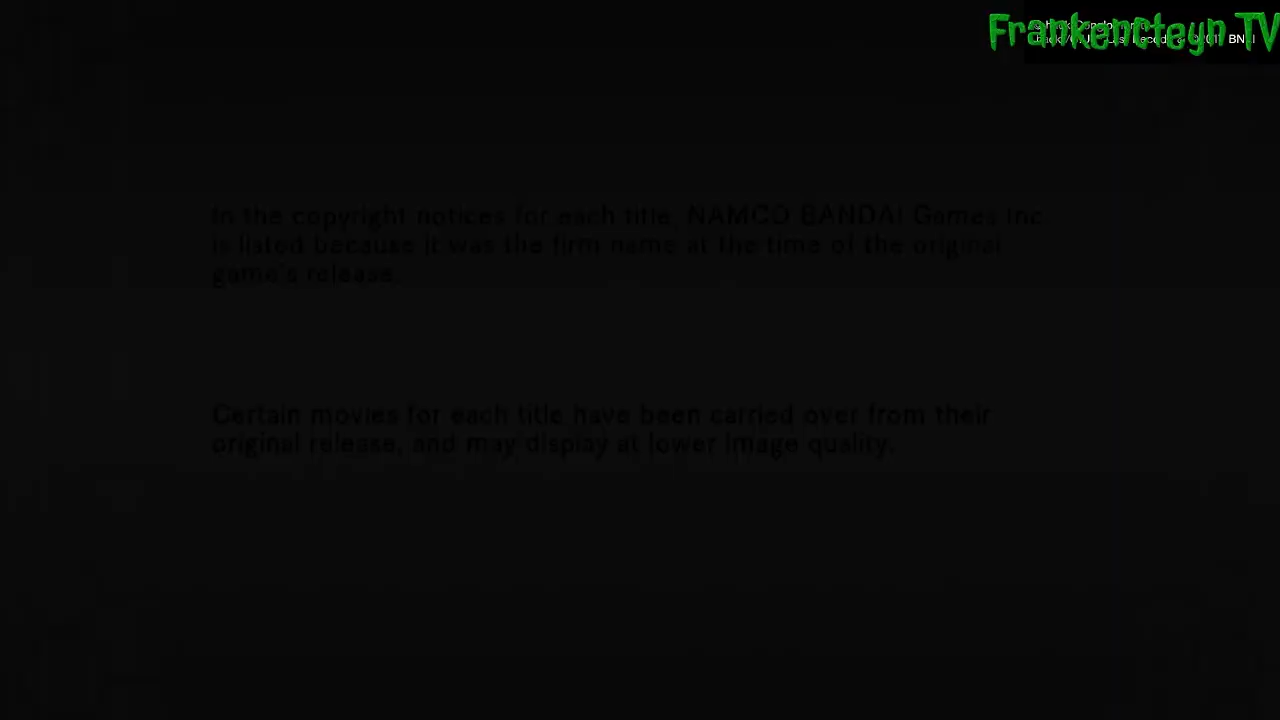 Frankencteyn TV
BN
In the copyright notices for each title, NAMCO BANDAI Games Inc.
is listed because it was the firm name at the time of the original
game's release.
Certain movies for each title have been carried over from their
original release, and may display at lower image quality.